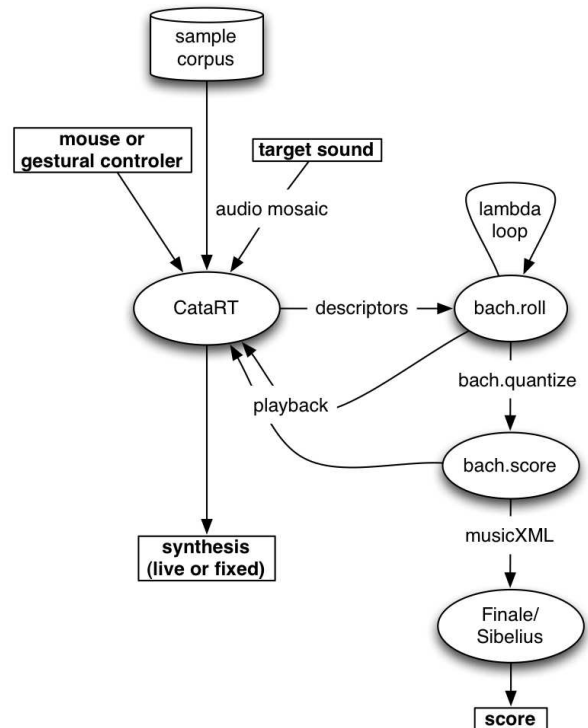 sample
corpus
mouse or
gestural controler
target sound
audio mosaic
lambda
loop
CataRT
descriptors
bach.roll
bach.quantize
playback
bach.score
musicXML
synthesis
(live or fixed)
Finale/
Sibelius
score